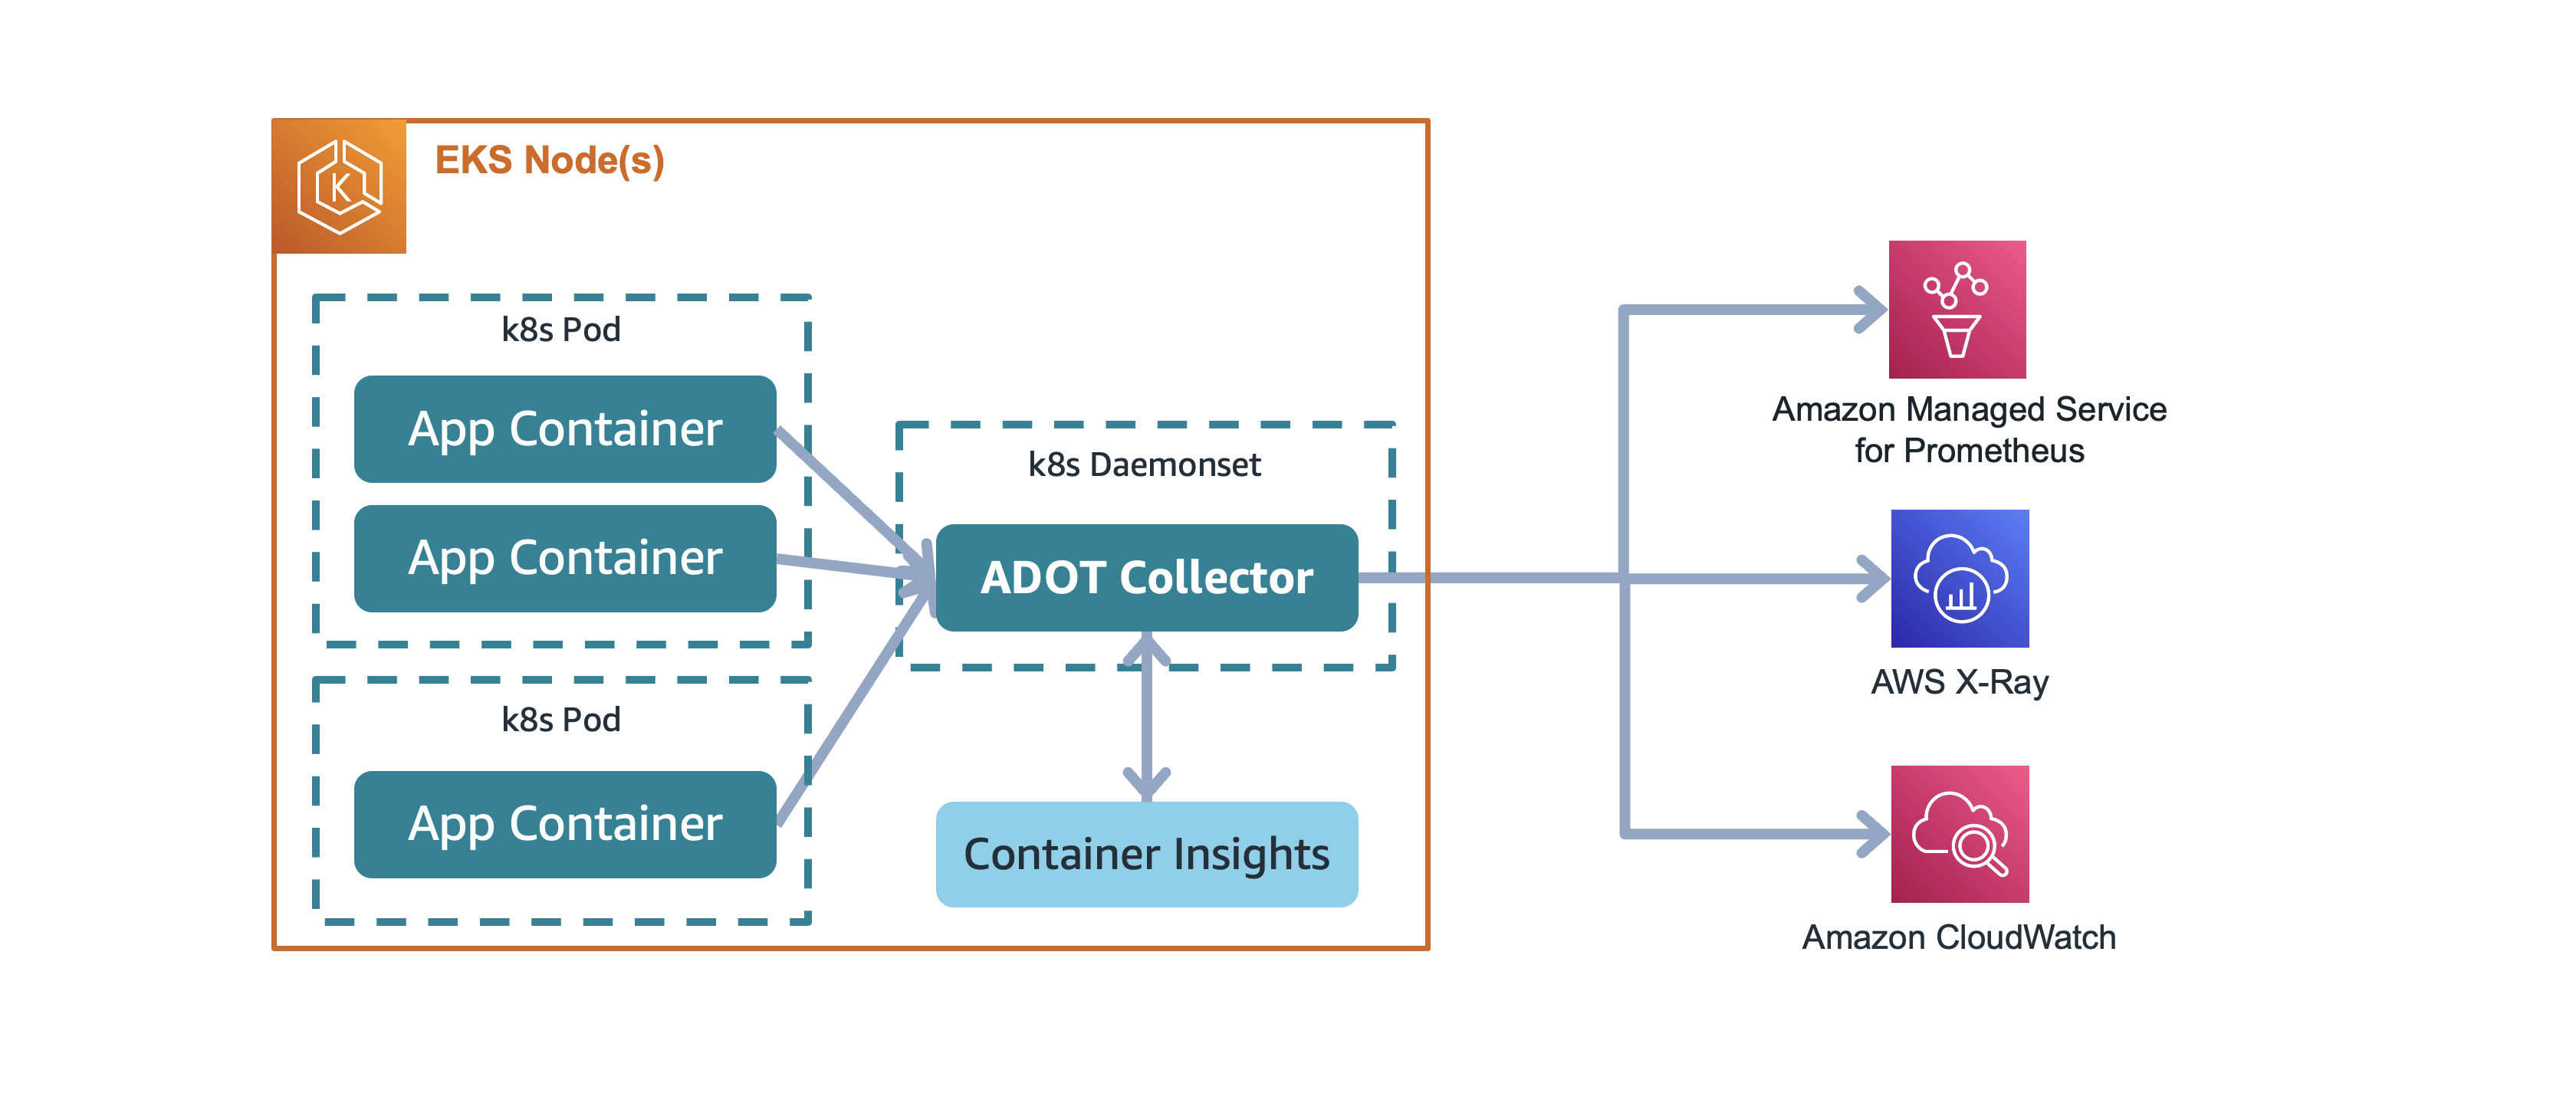 EKS Node(s)
k8s Pod
App Container
App Container
k8s Pod
App Container
k8s Daemonset
ADOT Collector
Container Insights
Amazon Managed Service
for Prometheus
AWS X-Ray
Amazon CloudWatch